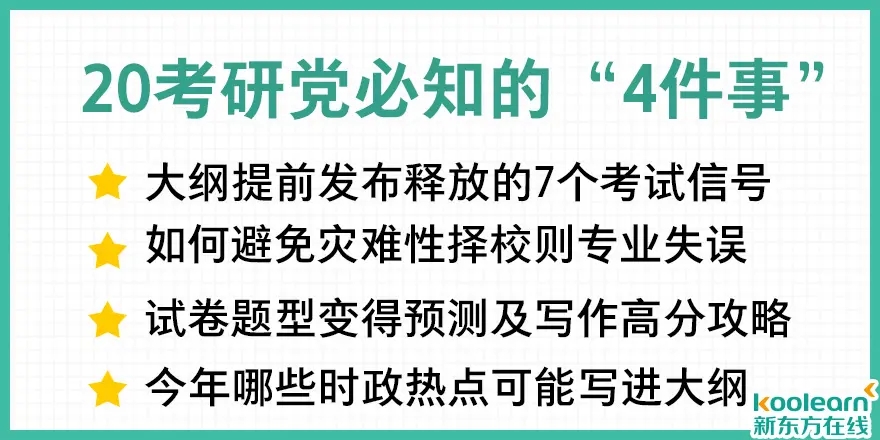 20考研党必知的“4件事”
大纲提前发布释放的7个考试信号
如何避免灾难性择校则专业失误
试卷题型变得预测及写作高分攻略
今年哪些时政热点可能写进大纲
koolearn
新东方在线